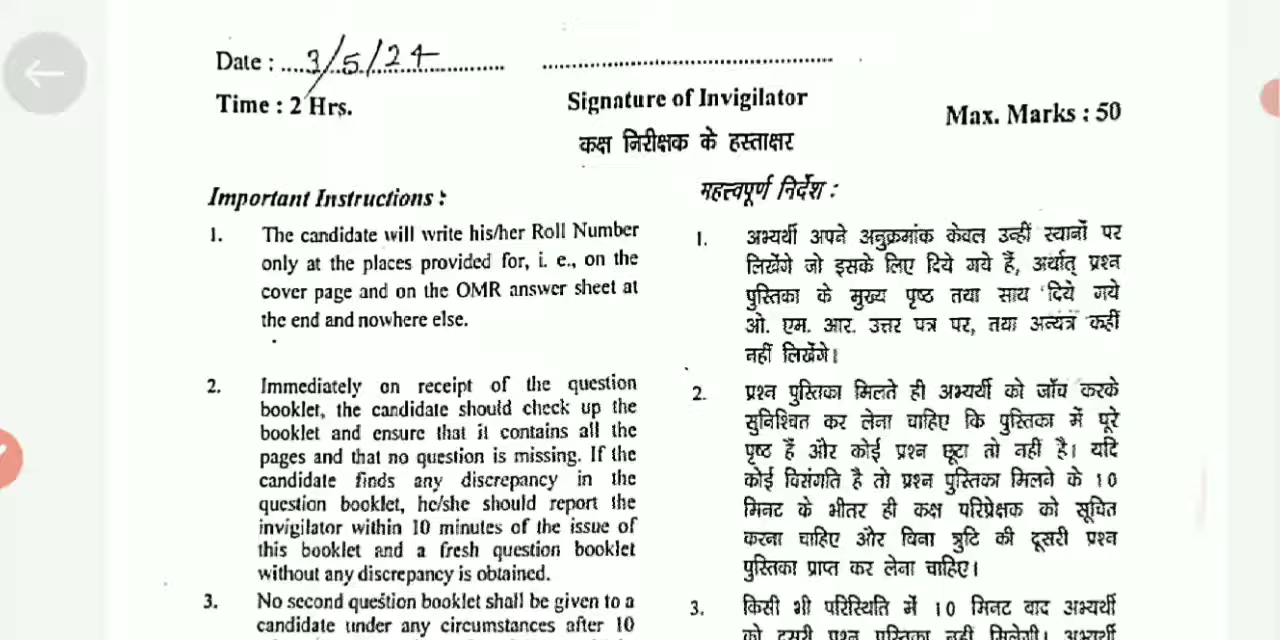 Date : ....3/5/24.............. ................................................
Time : 2 Hrs.
Signature of Invigilator
Max. Marks : 50
कक्ष निरीक्षक के हस्ताक्षर
Important Instructions :
1. The candidate will write his/her Roll Number
only at the places provided for, i. e., on the
cover page and on the OMR answer sheet at
the end and nowhere else.
2. Immediately on receipt of the question
booklet, the candidate should check up the
booklet and ensure that it contains all the
pages and that no question is missing. If the
candidate finds any discrepancy in the
question booklet, he/she should report the
invigilator within 10 minutes of the issue of
this booklet and a fresh question booklet
without any discrepancy is obtained.
3. No second question booklet shall be given to a
candidate under any circumstances after 10
महत्त्वपूर्ण निर्देश :
1. अभ्यर्थी अपने अनुक्रमांक केवल उन्हीं स्थानों पर
लिखेंगे जो इसके लिए दिये गये हैं, अर्थात् प्रश्न
पुस्तिका के मुख्य पृष्ठ तथा साथ दिये गये
ओ. एम. आर. उत्तर पत्र पर, तथा अन्यत्र कहीं
नहीं लिखेंगे।
2. प्रश्न पुस्तिका मिलते ही अभ्यर्थी को जाँच करके
सुनिश्चित कर लेना चाहिए कि पुस्तिका में पूरे
पृष्ठ हैं और कोई प्रश्न छूटा तो नहीं है। यदि
कोई विसंगति है तो प्रश्न पुस्तिका मिलने के 10
मिनट के भीतर ही कक्ष परिप्रेक्षक को सूचित
करना चाहिए और बिना त्रुटि की दूसरी प्रश्न
पुस्तिका प्राप्त कर लेना चाहिए।
3. किसी भी परिस्थिति में 10 मिनट बाद अभ्यर्थी
को दूसरी प्रश्न पुस्तिका नहीं मिलेगी। अभ्यर्थी